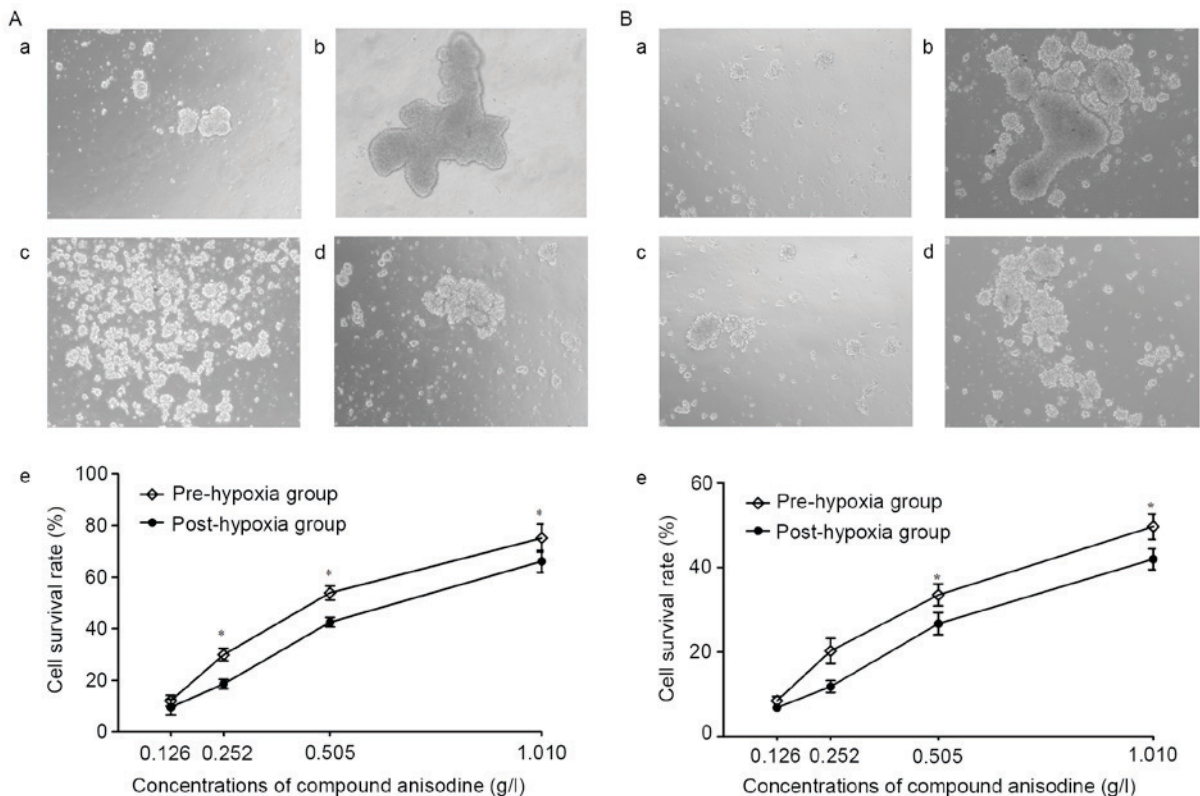 A
a
b
c
d
e
100
80
60
40
20
0
Cell survival rate (%)
Pre-hypoxia group
Post-hypoxia group
*
*
*
0.126
0.252
0.505
1.010
Concentrations of compound anisodine (g/l)
B
a
b
c
d
e
60
40
20
0
Cell survival rate (%)
Pre-hypoxia group
Post-hypoxia group
*
*
0.126
0.252
0.505
1.010
Concentrations of compound anisodine (g/l)